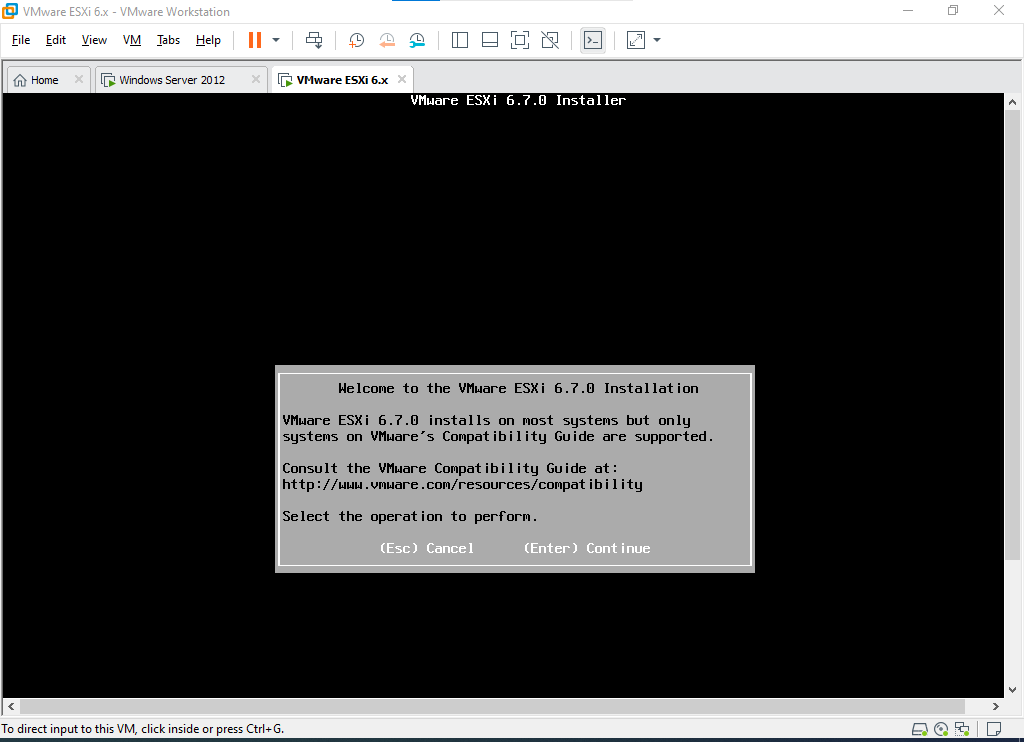 VMware ESXi 6.x - VMware Workstation
File Edit View VM Tabs Help
Home Windows Server 2012 VMware ESXi 6.x
VMware ESXi 6.7.0 Installer
Welcome to the VMware ESXi 6.7.0 Installation
VMware ESXi 6.7.0 installs on most systems but only
systems on VMware's Compatibility Guide are supported.
Consult the VMware Compatibility Guide at:
http://www.vmware.com/resources/compatibility
Select the operation to perform.
(Esc) Cancel (Enter) Continue
To direct input to this VM, click inside or press Ctrl+G.